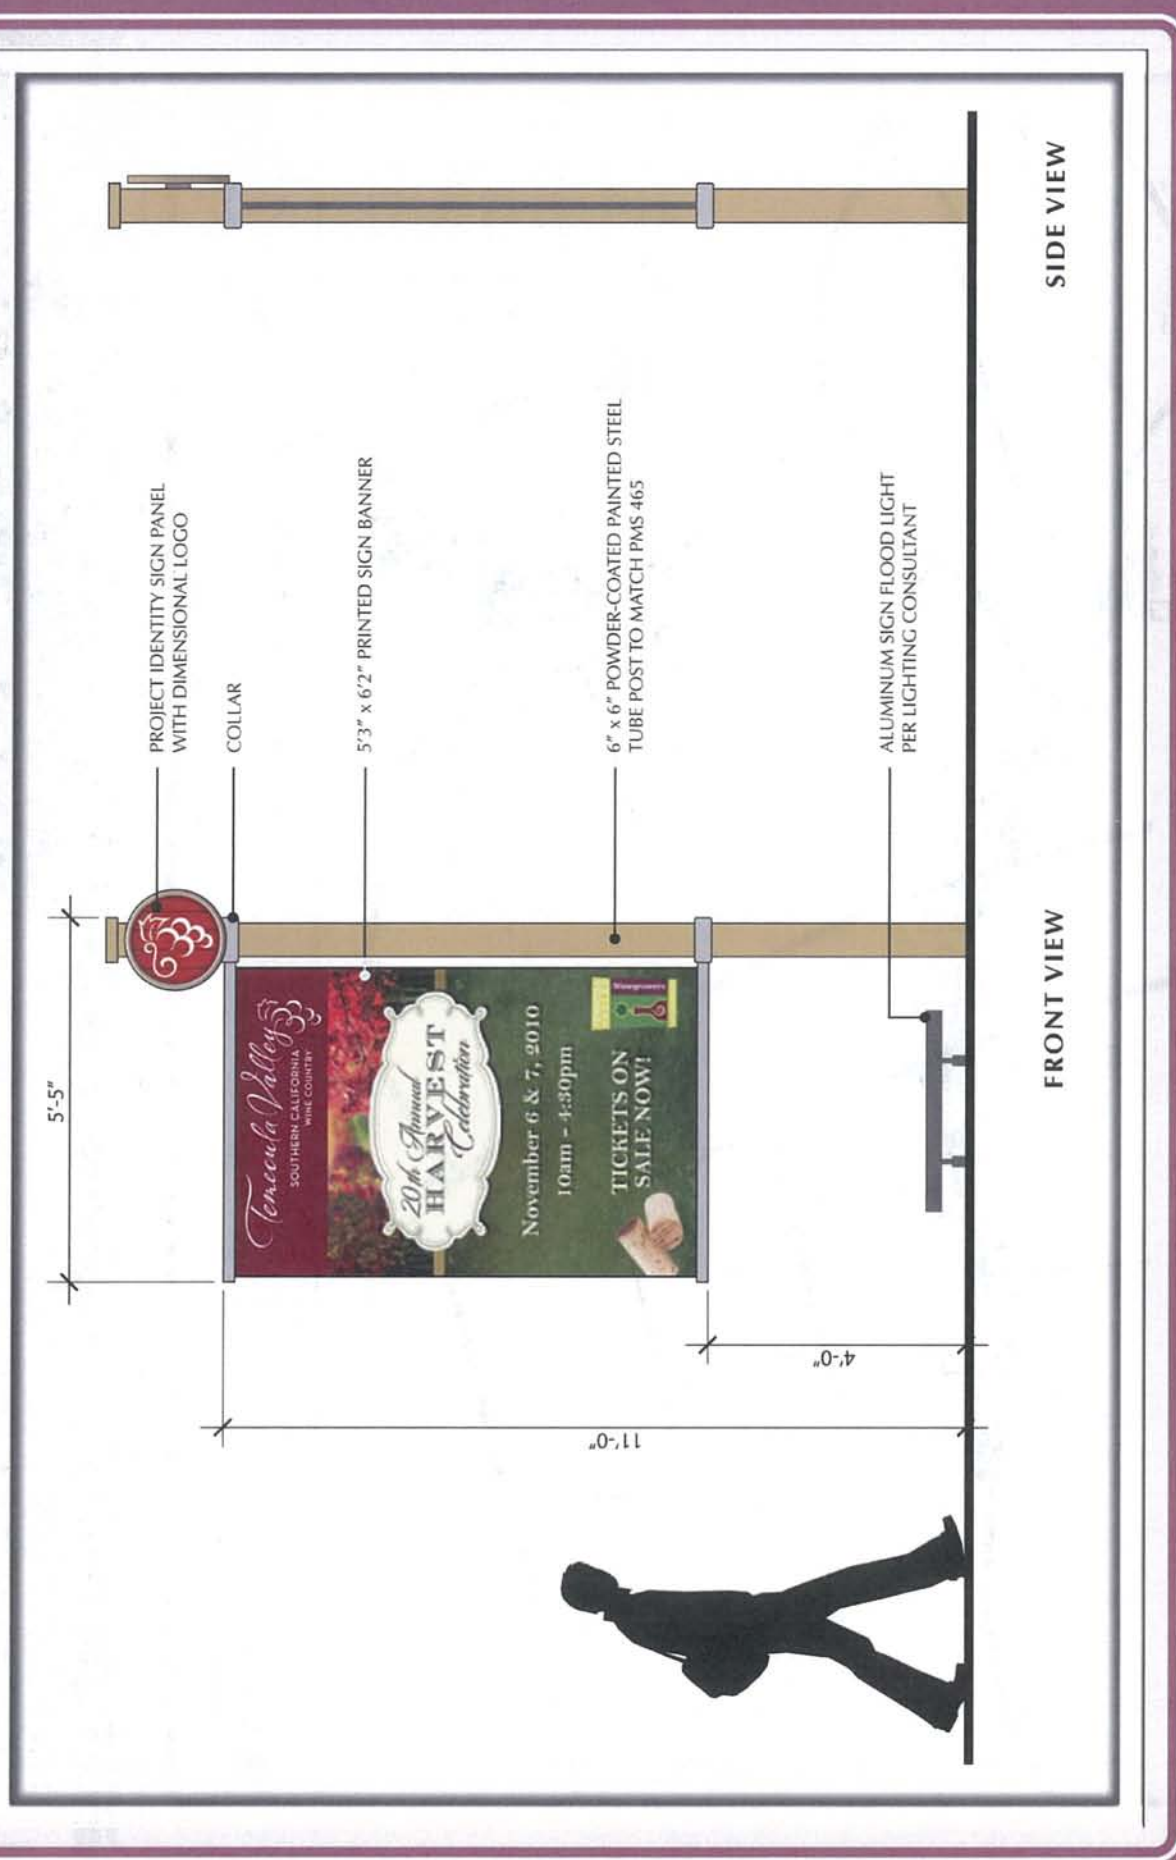 5'-5"
PROJECT IDENTITY SIGN PANEL
WITH DIMENSIONAL LOGO
COLLAR
5'3" x 6'2" PRINTED SIGN BANNER
6" x 6" POWDER-COATED PAINTED STEEL
TUBE POST TO MATCH PMS 465
ALUMINUM SIGN FLOOD LIGHT
PER LIGHTING CONSULTANT
Temecula Valley
SOUTHERN CALIFORNIA
WINE COUNTRY
20th Annual
HARVEST
Celebration
November 6 & 7, 2010
10am - 4:30pm
TICKETS ON
SALE NOW!
Winegrowers
11'-0"
4'-0"
FRONT VIEW
SIDE VIEW